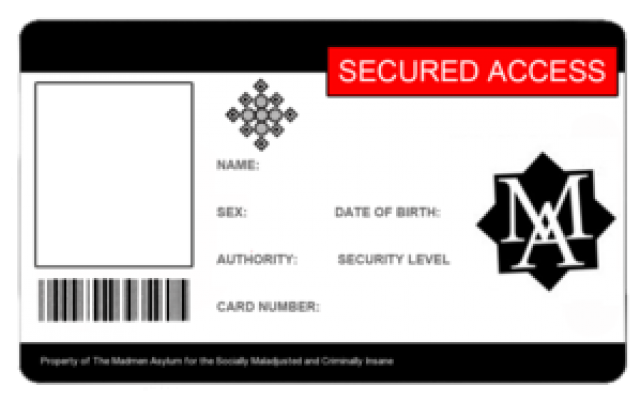 SECURED ACCESS
NAME:
SEX: DATE OF BIRTH:
AUTHORITY: SECURITY LEVEL
CARD NUMBER:
MA
Property of The Madmen Asylum for the Socially Maladjusted and Criminally Insane